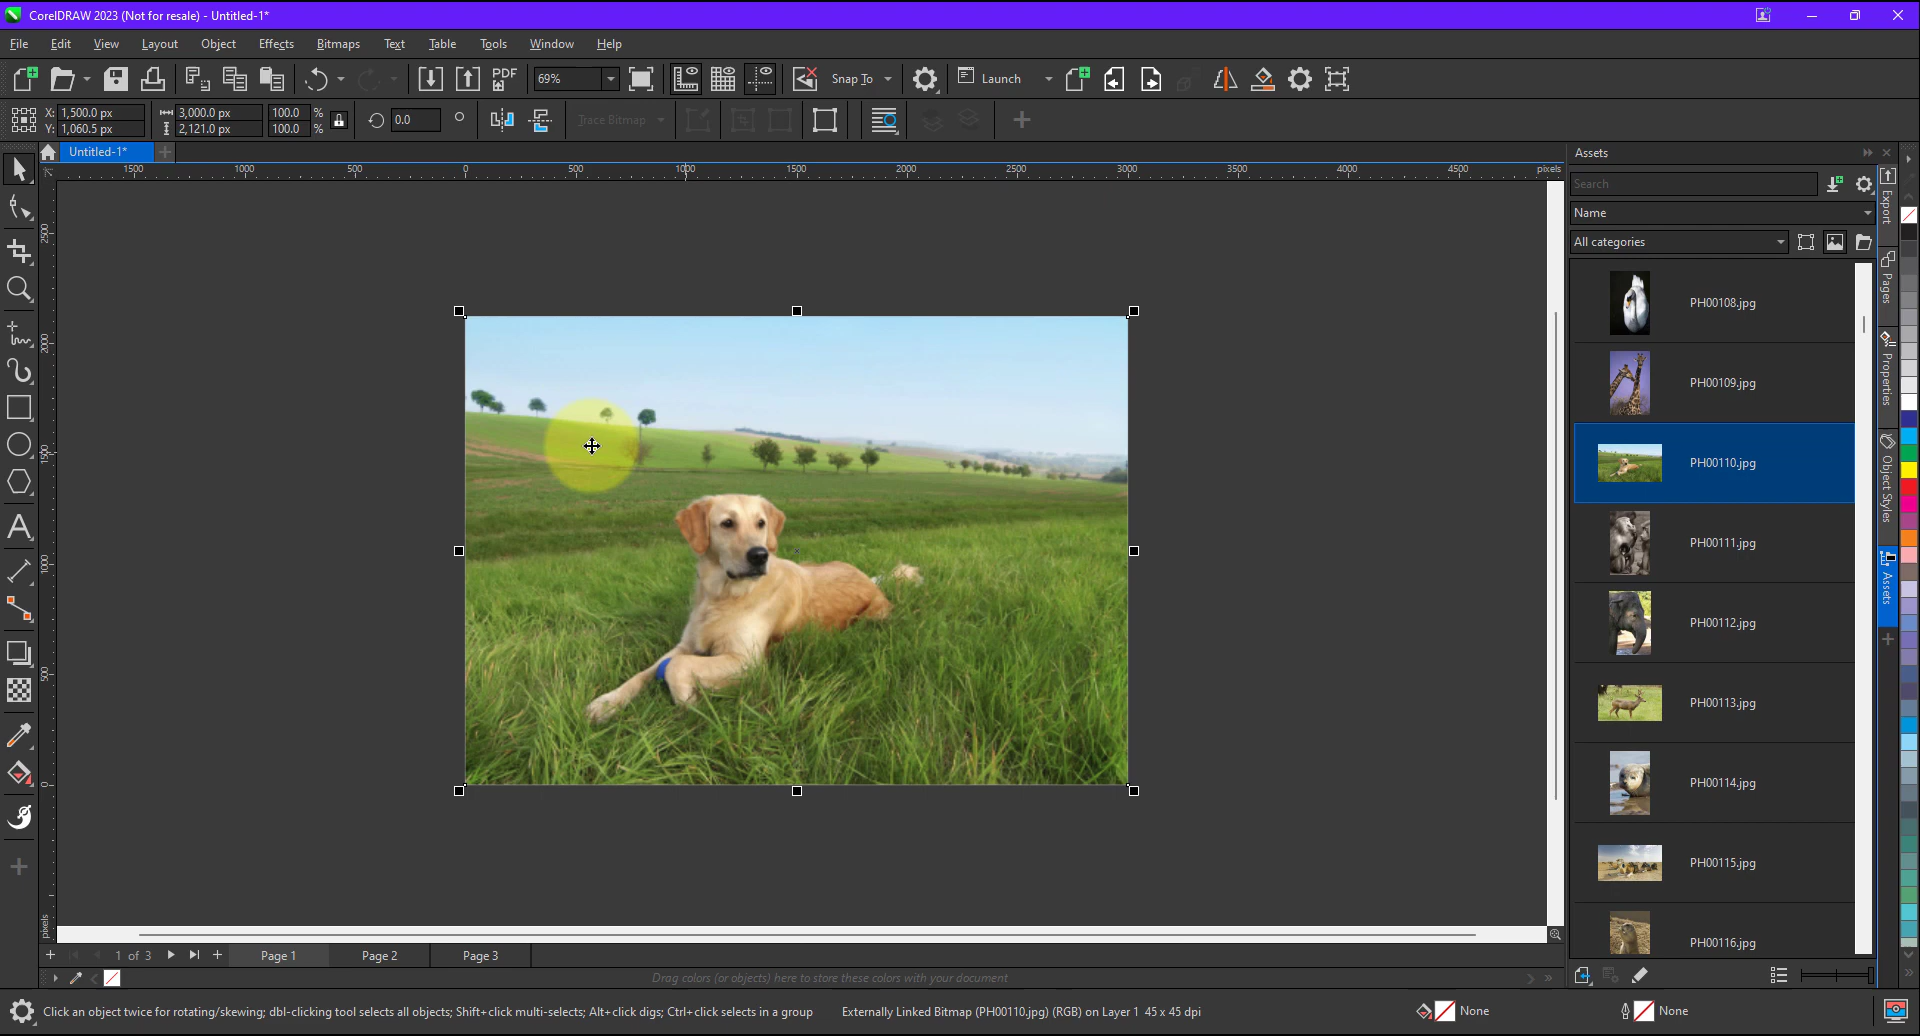 CorelDRAW 2023 (Not for resale) - Untitled-1*
File Edit View Layout Object Effects Bitmaps Text Table Tools Window Help
PDF 69% Snap To Launch
X: 1,500.0 px 3,000.0 px 100.0 % 0.0 ° Trace Bitmap
Y: 1,060.5 px 2,121.0 px 100.0 %
Untitled-1*
1500 1000 500 0 500 1000 1500 2000 2500 3000 3500 4000 4500 pixels
2500
2000
1500
1000
500
0
pixels
Assets
Search
Name
All categories
PH00108.jpg
PH00109.jpg
PH00110.jpg
PH00111.jpg
PH00112.jpg
PH00113.jpg
PH00114.jpg
PH00115.jpg
PH00116.jpg
Export
Pages
Properties
Object Styles
Assets
1 of 3 Page 1 Page 2 Page 3
Drag colors (or objects) here to store these colors with your document
Click an object twice for rotating/skewing; dbl-clicking tool selects all objects; Shift+click multi-selects; Alt+click digs; Ctrl+click selects in a group Externally Linked Bitmap (PH00110.jpg) (RGB) on Layer 1 45 x 45 dpi None None